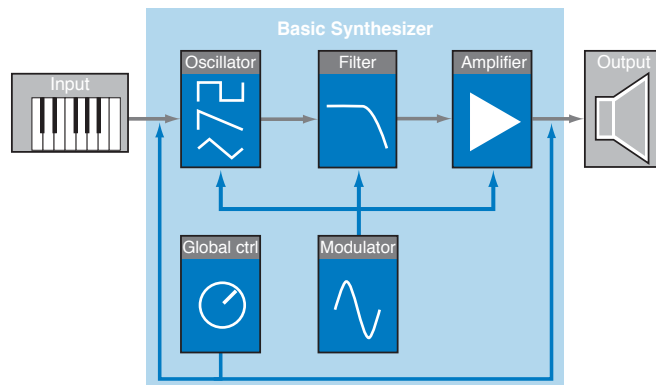 Basic Synthesizer
Input
Oscillator
Filter
Amplifier
Output
Global ctrl
Modulator